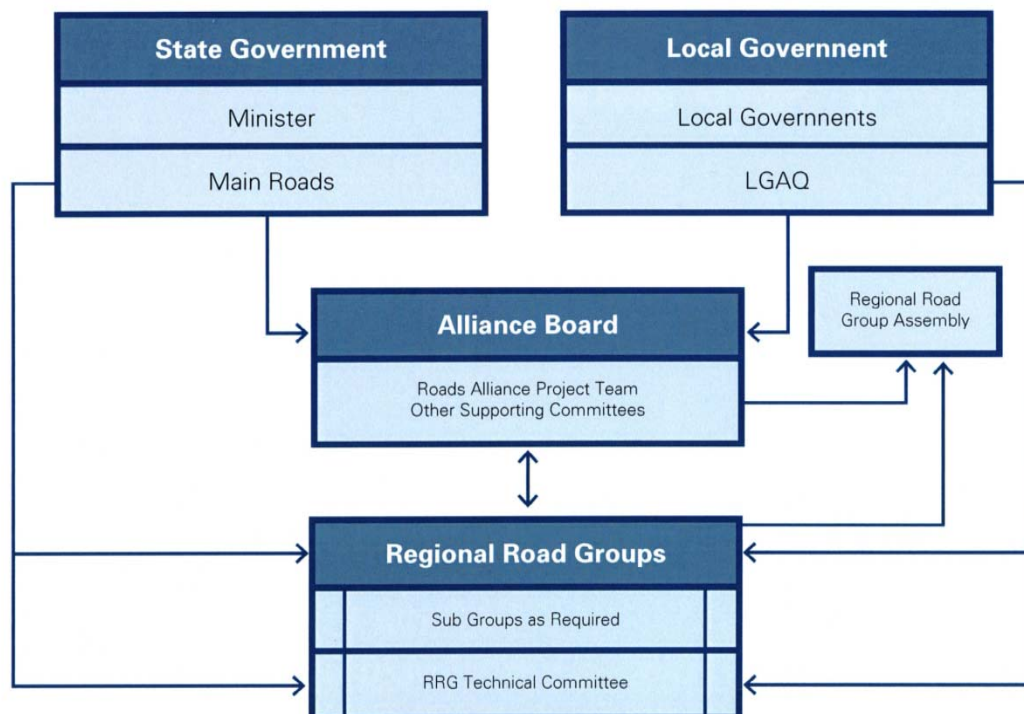 State Government
Minister
Main Roads
Local Governnent
Local Governnents
LGAQ
Regional Road
Group Assembly
Alliance Board
Roads Alliance Project Team
Other Supporting Committees
Regional Road Groups
Sub Groups as Required
RRG Technical Committee